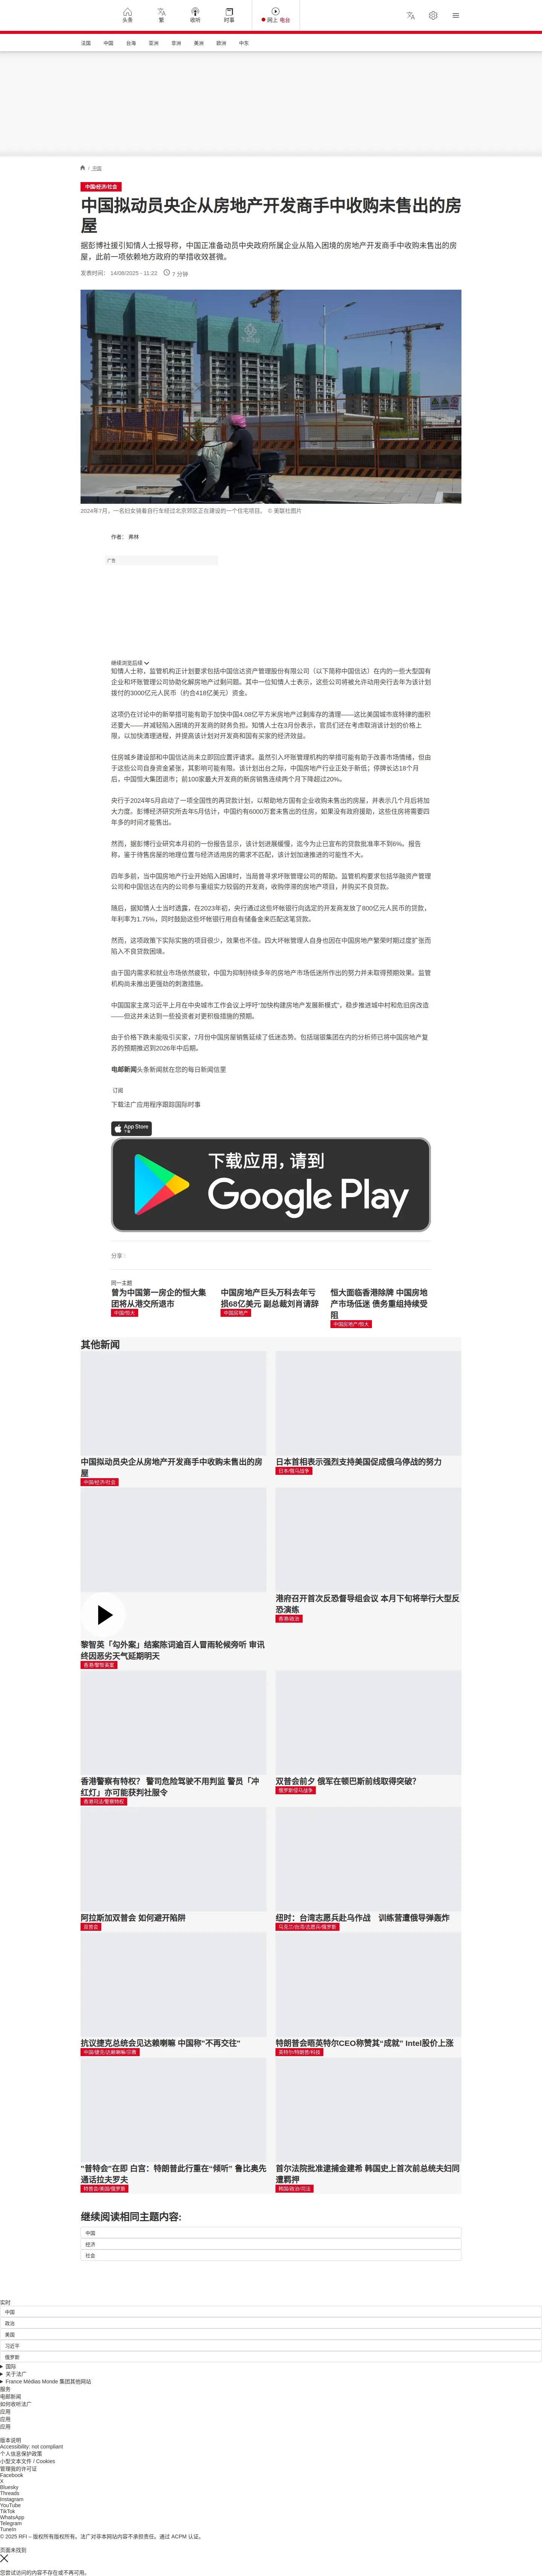 头条
繁
收听
时事
网上 电台
法国 中国 台海 亚洲 非洲 美洲 欧洲 中东
/ 中国
中国/经济/社会
中国拟动员央企从房地产开发商手中收购未售出的房
屋
据彭博社援引知情人士报导称，中国正准备动员中央政府所属企业从陷入困境的房地产开发商手中收购未售出的房
屋，此前一项依赖地方政府的举措收效甚微。
发表时间： 14/08/2025 - 11:22 7 分钟
2024年7月，一名妇女骑着自行车经过北京郊区正在建设的一个住宅项目。 © 美联社图片
作者： 弗林
广告
继续浏览后续
知情人士称，监管机构正计划要求包括中国信达资产管理股份有限公司（以下简称中国信达）在内的一些大型国有
企业和坏账管理公司协助化解房地产过剩问题。其中一位知情人士表示，这些公司将被允许动用央行去年为该计划
拨付的3000亿元人民币（约合418亿美元）资金。
这项仍在讨论中的新举措可能有助于加快中国4.08亿平方米房地产过剩库存的清理——这比美国城市底特律的面积
还要大——并减轻陷入困境的开发商的财务负担。知情人士在3月份表示，官员们还在考虑取消该计划的价格上
限，以加快清理进程，并提高该计划对开发商和国有买家的经济效益。
住房城乡建设部和中国信达尚未立即回应置评请求。虽然引入坏账管理机构的举措可能有助于改善市场情绪，但由
于这些公司自身资金紧张，其影响可能有限。该计划出台之际，中国房地产行业正处于新低；停牌长达18个月
后，中国恒大集团退市；前100家最大开发商的新房销售连续两个月下降超过20%。
央行于2024年5月启动了一项全国性的再贷款计划，以帮助地方国有企业收购未售出的房屋，并表示几个月后将加
大力度。彭博经济研究所去年5月估计，中国约有6000万套未售出的住房，如果没有政府援助，这些住房将需要四
年多的时间才能售出。
然而，据彭博行业研究本月初的一份报告显示，该计划进展缓慢，迄今为止已宣布的贷款批准率不到6%。报告
称，鉴于待售房屋的地理位置与经济适用房的需求不匹配，该计划加速推进的可能性不大。
四年多前，当中国房地产行业开始陷入困境时，当局曾寻求坏账管理公司的帮助。监管机构要求包括华融资产管理
公司和中国信达在内的公司参与重组实力较弱的开发商，收购停滞的房地产项目，并购买不良贷款。
随后，据知情人士当时透露，在2023年初，央行通过这些坏帐银行向选定的开发商发放了800亿元人民币的贷款，
年利率为1.75%，同时鼓励这些坏帐银行用自有储备金来匹配这笔贷款。
然而，这项政策下实际实施的项目很少，效果也不佳。四大坏帐管理人自身也因在中国房地产繁荣时期过度扩张而
陷入不良贷款困境。
由于国内需求和就业市场依然疲软，中国为抑制持续多年的房地产市场低迷所作出的努力并未取得预期效果。监管
机构尚未推出更强劲的刺激措施。
中国国家主席习近平上月在中央城市工作会议上呼吁“加快构建房地产发展新模式”，稳步推进城中村和危旧房改造
——但这并未达到一些投资者对更积极措施的预期。
由于价格下跌未能吸引买家，7月份中国房屋销售延续了低迷态势。包括瑞银集团在内的分析师已将中国房地产复
苏的预期推迟到2026年中后期。
电邮新闻头条新闻就在您的每日新闻信里
订阅
下载法广应用程序跟踪国际时事
App Store
下载应用，请到
Google Play
分享 :
同一主题
曾为中国第一房企的恒大集
团将从港交所退市
中国/恒大
中国房地产巨头万科去年亏
损68亿美元 副总裁刘肖请辞
中国房地产
恒大面临香港除牌 中国房地
产市场低迷 债务重组持续受
阻
中国房地产/恒大
其他新闻
中国拟动员央企从房地产开发商手中收购未售出的房
屋
中国/经济/社会
日本首相表示强烈支持美国促成俄乌停战的努力
日本/俄乌战争
黎智英「勾外案」结案陈词逾百人冒雨轮候旁听 审讯
终因恶劣天气延期明天
香港/黎智英案
港府召开首次反恐督导组会议 本月下旬将举行大型反
恐演练
香港/政治
香港警察有特权？ 警司危险驾驶不用判监 警员「冲
红灯」亦可能获判社服令
香港司法/警察特权
双普会前夕 俄军在顿巴斯前线取得突破？
俄罗斯侵乌战争
阿拉斯加双普会 如何避开陷阱
双普会
纽时：台湾志愿兵赴乌作战 训练营遭俄导弹轰炸
乌克兰/台湾/志愿兵/俄罗斯
抗议捷克总统会见达赖喇嘛 中国称"不再交往"
中国/捷克/达赖喇嘛/宗教
特朗普会晤英特尔CEO称赞其"成就" Intel股价上涨
英特尔/特朗普/科技
"普特会"在即 白宫：特朗普此行重在"倾听" 鲁比奥先
通话拉夫罗夫
特普会/美国/俄罗斯
首尔法院批准逮捕金建希 韩国史上首次前总统夫妇同
遭羁押
韩国/政治/司法
继续阅读相同主题内容:
中国
经济
社会
实时
中国
政治
美国
习近平
俄罗斯
国际
关于法广
France Médias Monde 集团其他网站
服务
电邮新闻
如何收听法广
应用
应用
应用
版本说明
Accessibility: not compliant
个人信息保护政策
小型文本文件 / Cookies
管理我的许可证
Facebook
X
Bluesky
Threads
Instagram
YouTube
TikTok
WhatsApp
Telegram
TuneIn
© 2025 RFI – 版权所有版权所有。法广对非本网站内容不承担责任。通过 ACPM 认证。
页面未找到
您尝试访问的内容不存在或不再可用。